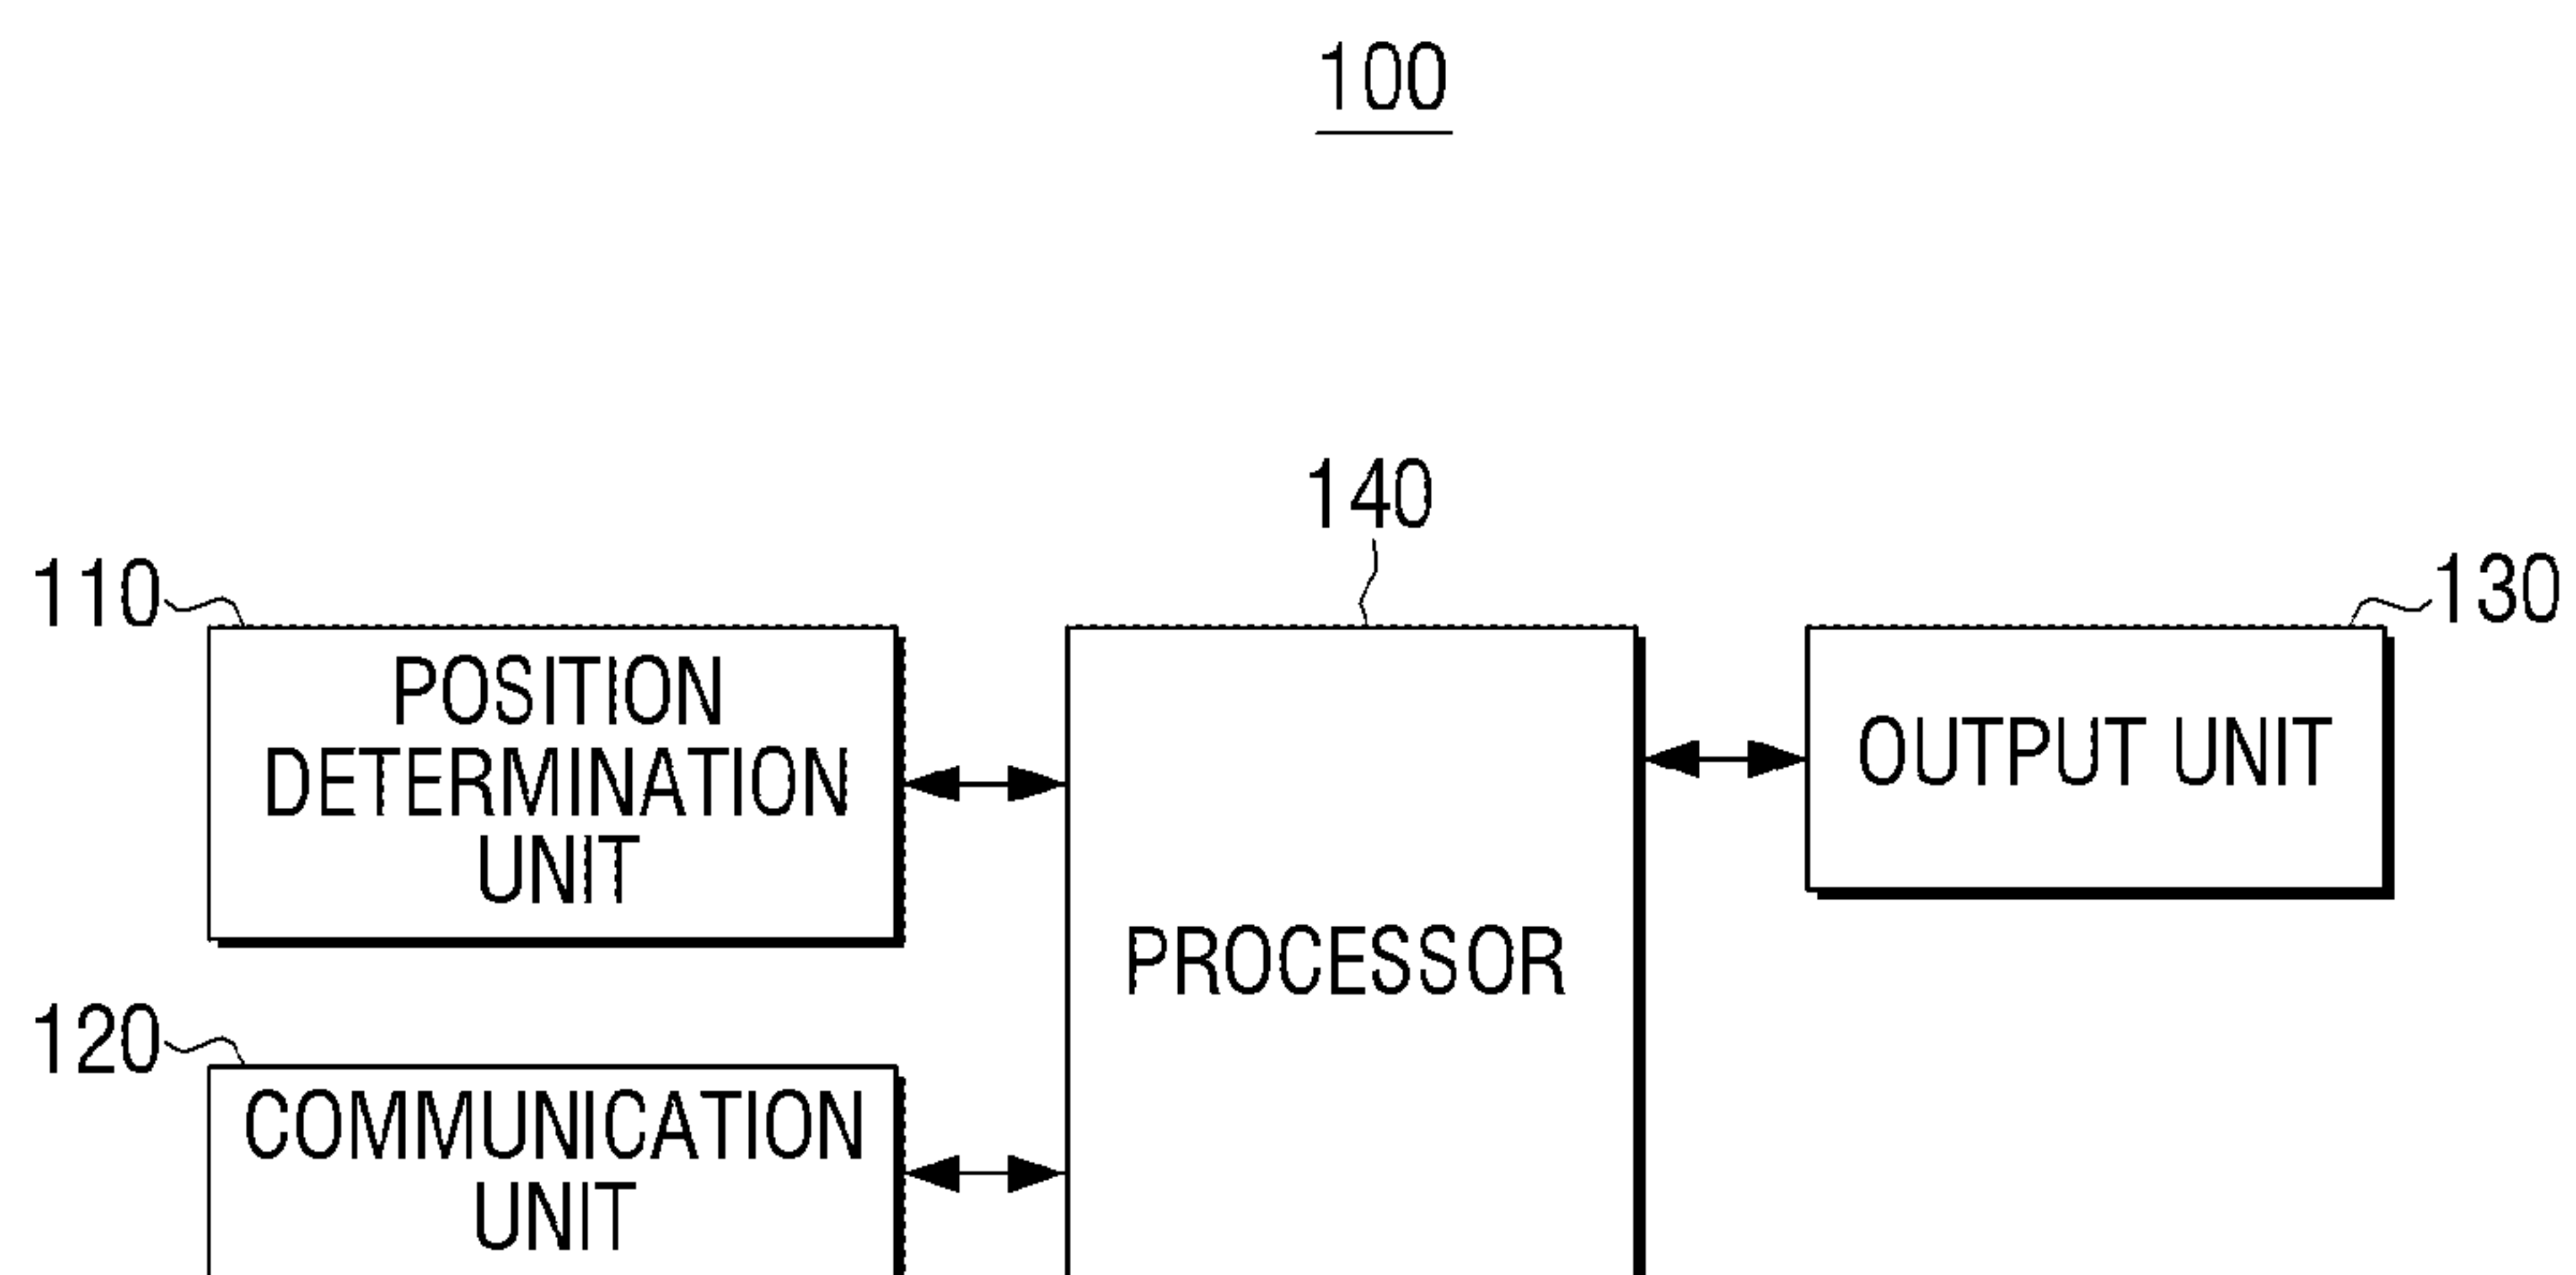 100
140
110
130
POSITION
DETERMINATION
UNIT
OUTPUT UNIT
PROCESSOR
120
COMMUNICATION
UNIT